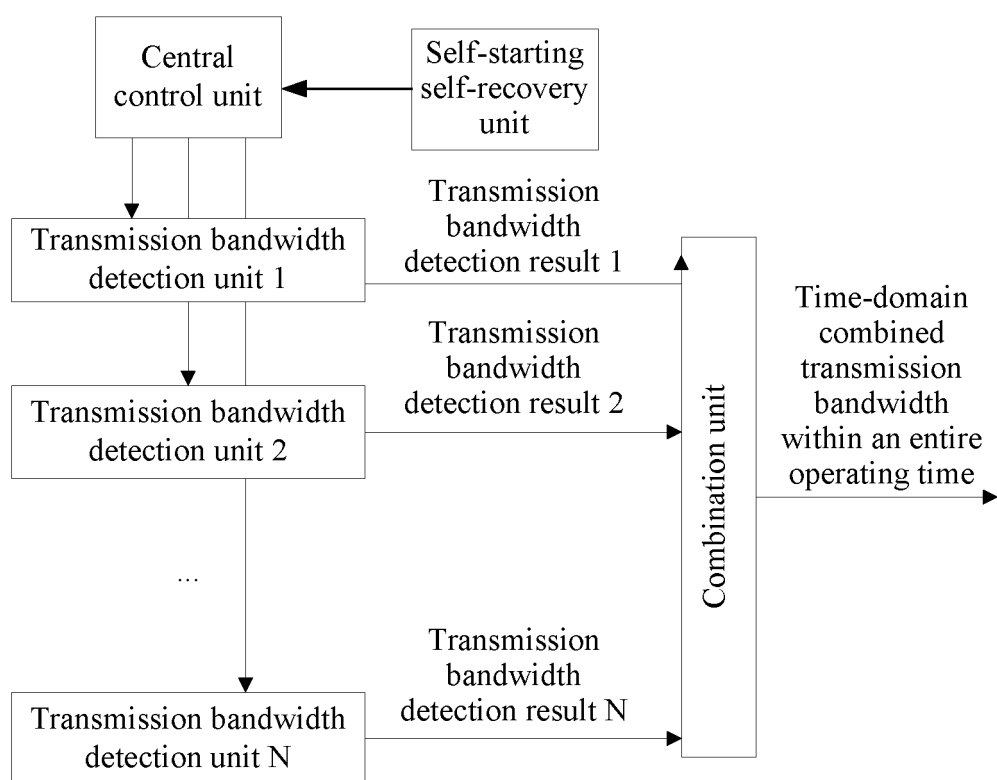 Central
control unit
Self-starting
self-recovery
unit
Transmission bandwidth
detection unit 1
Transmission
bandwidth
detection result 1
Transmission bandwidth
detection unit 2
Transmission
bandwidth
detection result 2
...
Transmission bandwidth
detection unit N
Transmission
bandwidth
detection result N
Combination unit
Time-domain
combined
transmission
bandwidth
within an entire
operating time